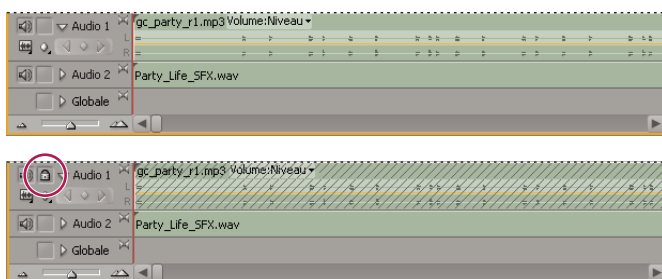 Audio 1 gc_party_r1.mp3 Volume:Niveau
L
R
Audio 2 Party_Life_SFX.wav
Globale
Audio 1 gc_party_r1.mp3 Volume:Niveau
L
R
Audio 2 Party_Life_SFX.wav
Globale